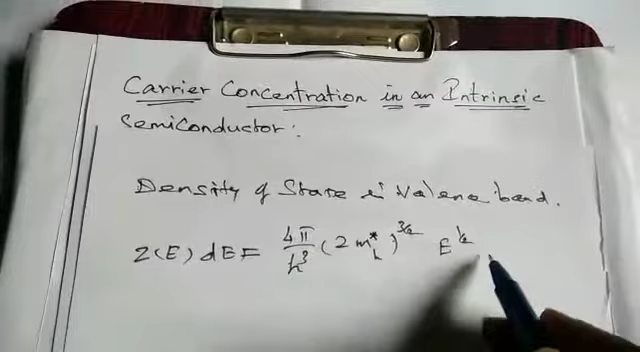 Carrier Concentration in an Intrinsic
Semiconductor:
Density of State in Valence band.
Z(E) dE = 4π/h³ (2 m*h)^3/2 E^1/2